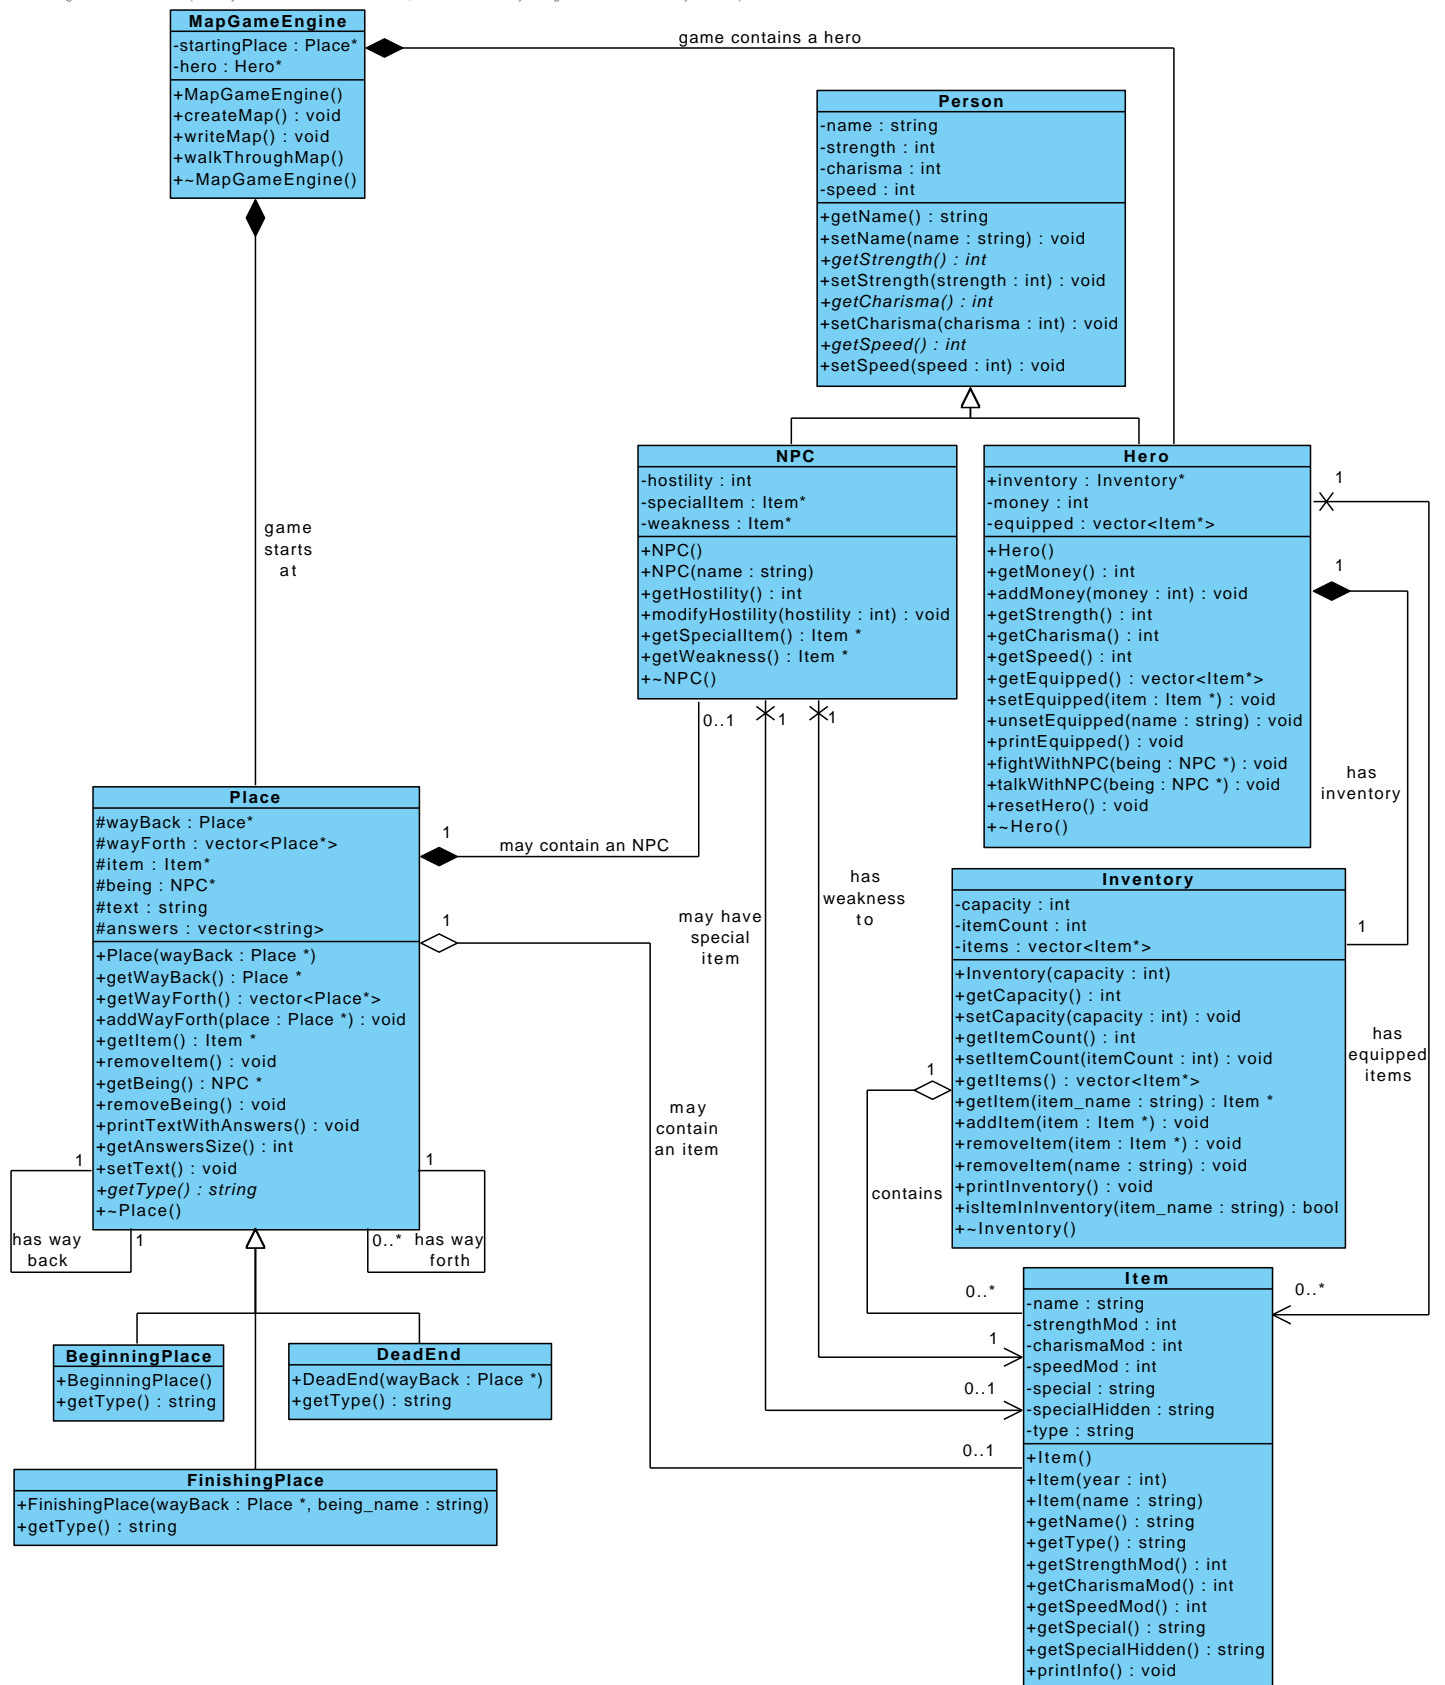 MapGameEngine
-startingPlace : Place*
-hero : Hero*
+MapGameEngine()
+createMap() : void
+writeMap() : void
+walkThroughMap()
+~MapGameEngine()
game contains a hero
Person
-name : string
-strength : int
-charisma : int
-speed : int
+getName() : string
+setName(name : string) : void
+getStrength() : int
+setStrength(strength : int) : void
+getCharisma() : int
+setCharisma(charisma : int) : void
+getSpeed() : int
+setSpeed(speed : int) : void
game
starts
at
NPC
-hostility : int
-specialItem : Item*
-weakness : Item*
+NPC()
+NPC(name : string)
+getHostility() : int
+modifyHostility(hostility : int) : void
+getSpecialItem() : Item *
+getWeakness() : Item *
+~NPC()
0..1
1
1
Hero
+inventory : Inventory*
-money : int
-equipped : vector<Item*>
+Hero()
+getMoney() : int
+addMoney(money : int) : void
+getStrength() : int
+getCharisma() : int
+getSpeed() : int
+getEquipped() : vector<Item*>
+setEquipped(item : Item *) : void
+unsetEquipped(name : string) : void
+printEquipped() : void
+fightWithNPC(being : NPC *) : void
+talkWithNPC(being : NPC *) : void
+resetHero() : void
+~Hero()
1
1
has
inventory
Place
#wayBack : Place*
#wayForth : vector<Place*>
#item : Item*
#being : NPC*
#text : string
#answers : vector<string>
+Place(wayBack : Place *)
+getWayBack() : Place *
+getWayForth() : vector<Place*>
+addWayForth(place : Place *) : void
+getItem() : Item *
+removeItem() : void
+getBeing() : NPC *
+removeBeing() : void
+printTextWithAnswers() : void
+getAnswersSize() : int
+setText() : void
+getType() : string
+~Place()
1
may contain an NPC
1
may have
special
item
has
weakness
to
may
contain
an item
1
1
has way
back
1
0..*
has way
forth
Inventory
-capacity : int
-itemCount : int
-items : vector<Item*>
+Inventory(capacity : int)
+getCapacity() : int
+setCapacity(capacity : int) : void
+getItemCount() : int
+setItemCount(itemCount : int) : void
+getItems() : vector<Item*>
+getItem(item_name : string) : Item *
+addItem(item : Item *) : void
+removeItem(item : Item *) : void
+removeItem(name : string) : void
+printInventory() : void
+isItemInInventory(item_name : string) : bool
+~Inventory()
1
1
contains
has
equipped
items
BeginningPlace
+BeginningPlace()
+getType() : string
DeadEnd
+DeadEnd(wayBack : Place *)
+getType() : string
FinishingPlace
+FinishingPlace(wayBack : Place *, being_name : string)
+getType() : string
0..*
1
0..1
0..1
0..*
Item
-name : string
-strengthMod : int
-charismaMod : int
-speedMod : int
-special : string
-specialHidden : string
-type : string
+Item()
+Item(year : int)
+Item(name : string)
+getName() : string
+getType() : string
+getStrengthMod() : int
+getCharismaMod() : int
+getSpeedMod() : int
+getSpecial() : string
+getSpecialHidden() : string
+printInfo() : void